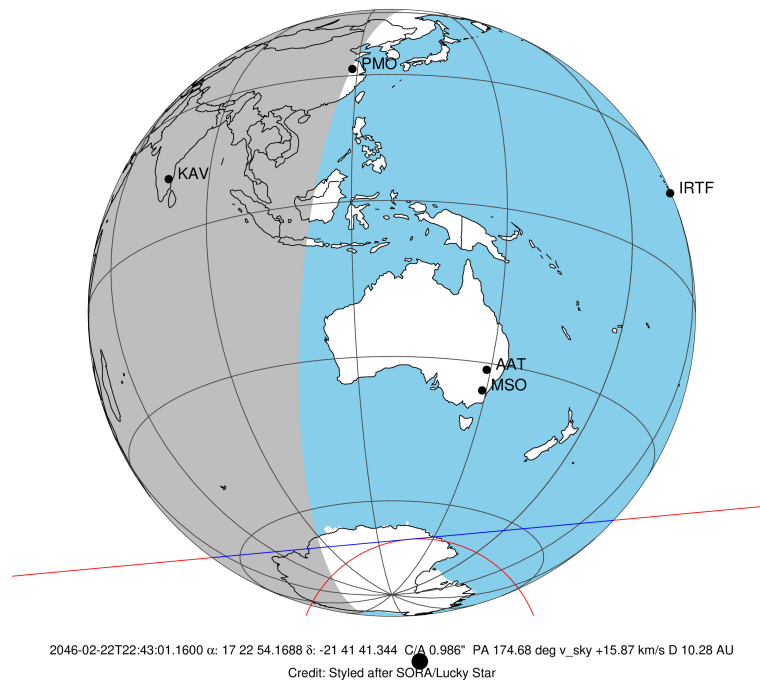 PMO
KAV
IRTF
AAT
MSO
2046-02-22T22:43:01.1600 α: 17 22 54.1688 δ: -21 41 41.344 C/A 0.986" PA 174.68 deg v_sky +15.87 km/s D 10.28 AU
Credit: Styled after SORA/Lucky Star